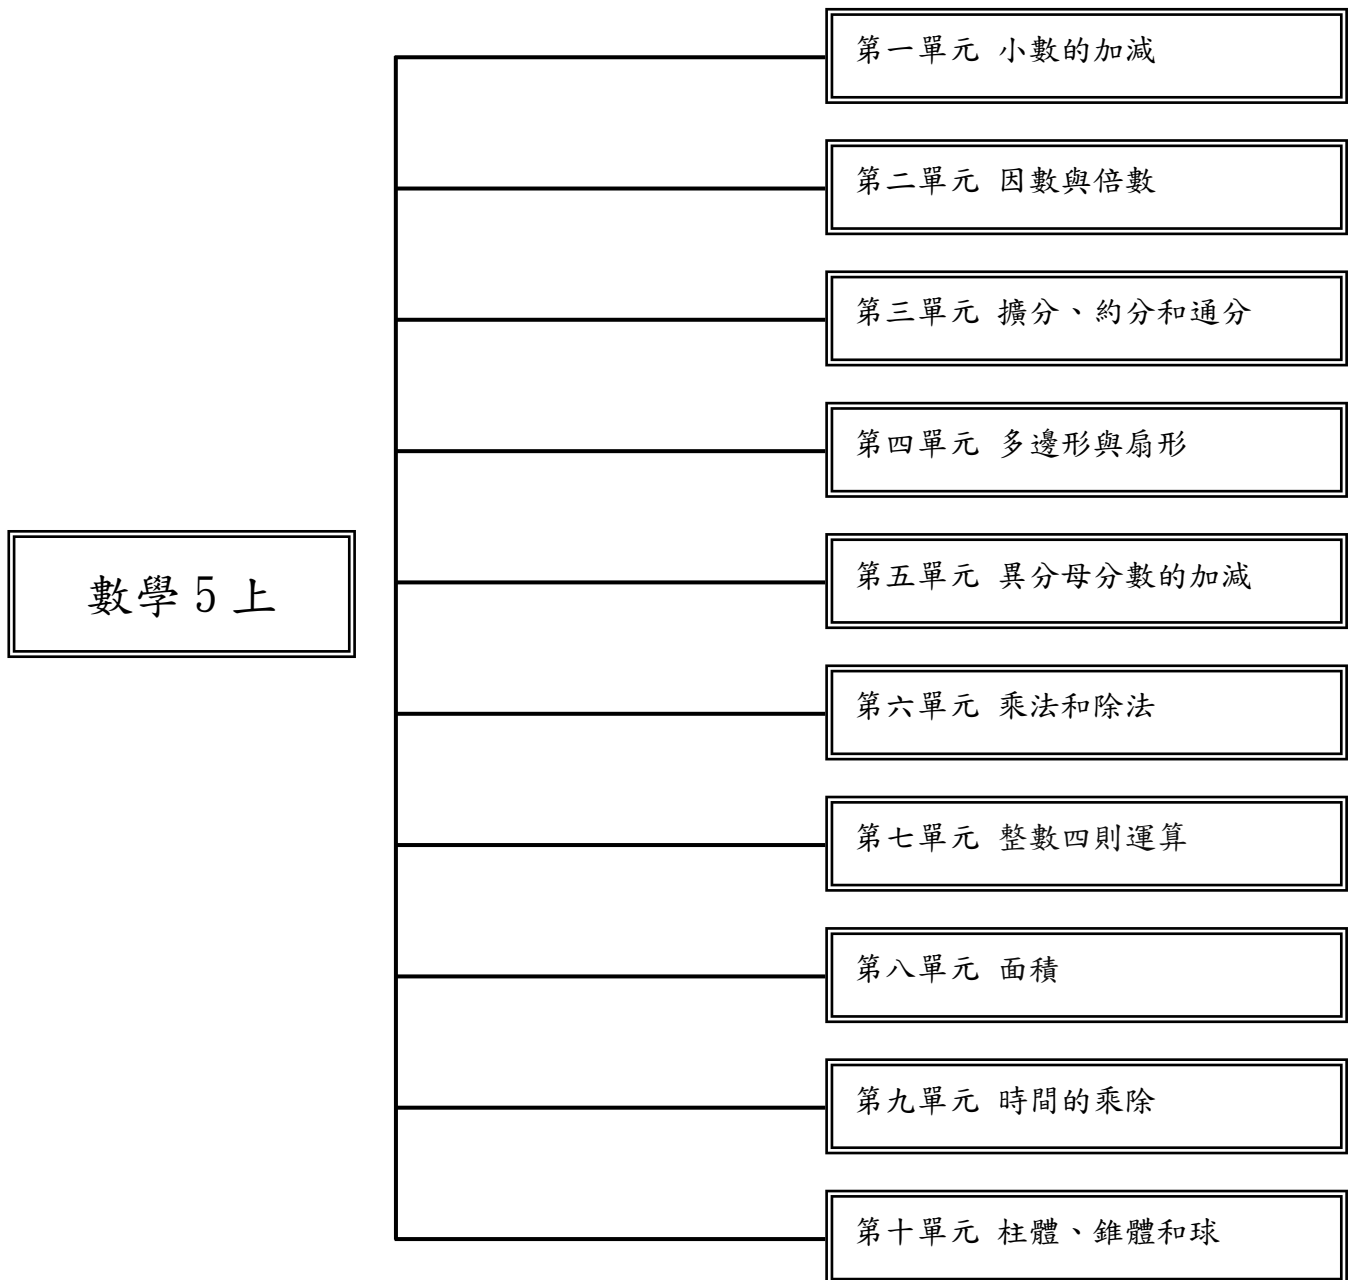 第一單元 小數的加減
第二單元 因數與倍數
第三單元 擴分、約分和通分
第四單元 多邊形與扇形
數學 5 上
第五單元 異分母分數的加減
第六單元 乘法和除法
第七單元 整數四則運算
第八單元 面積
第九單元 時間的乘除
第十單元 柱體、錐體和球